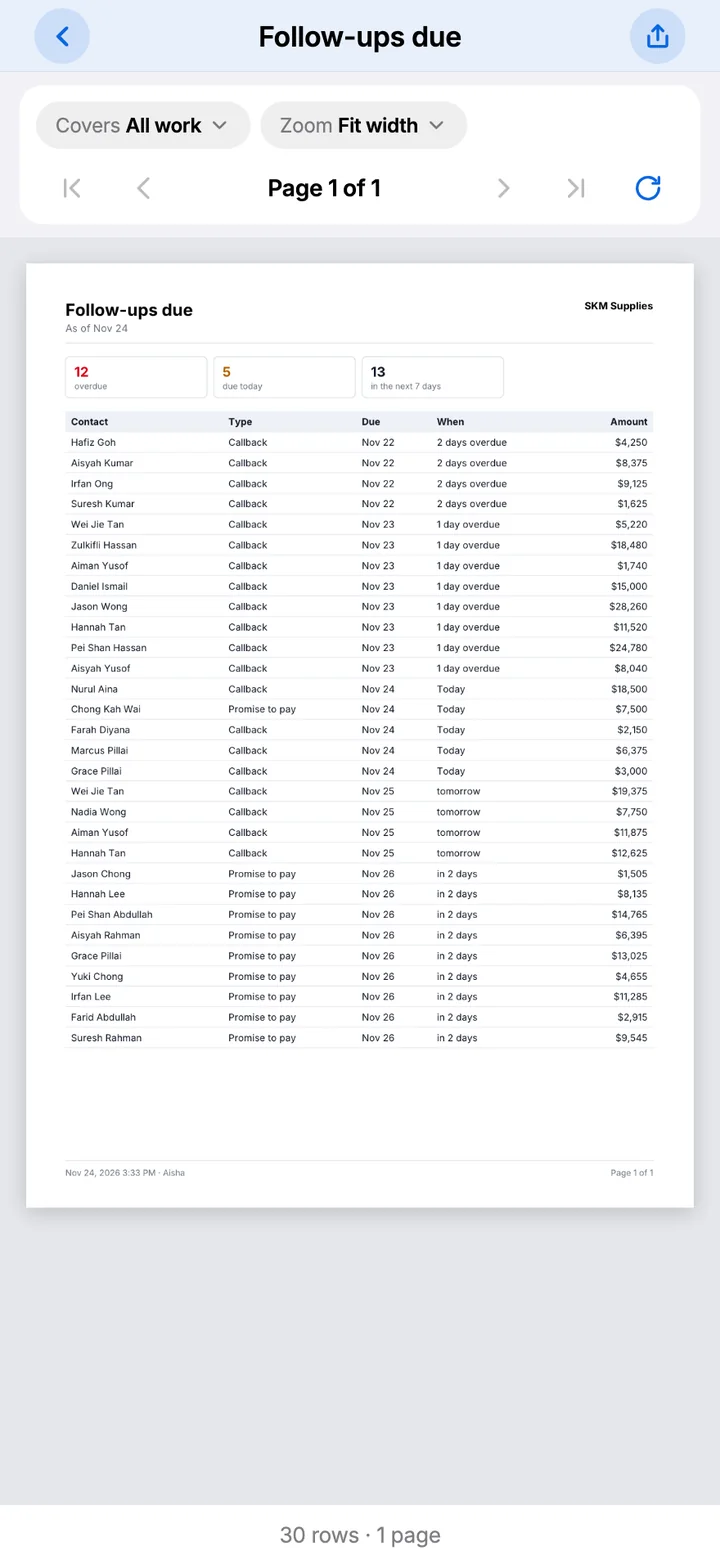 Follow-ups due
Covers All work
Zoom Fit width
Page 1 of 1
Follow-ups due
SKM Supplies
As of Nov 24
12
overdue
5
due today
13
in the next 7 days
Contact Type Due When Amount
Hafiz Goh Callback Nov 22 2 days overdue $4,250
Aisyah Kumar Callback Nov 22 2 days overdue $8,375
Irfan Ong Callback Nov 22 2 days overdue $9,125
Suresh Kumar Callback Nov 22 2 days overdue $1,625
Wei Jie Tan Callback Nov 23 1 day overdue $5,220
Zulkifli Hassan Callback Nov 23 1 day overdue $18,480
Aiman Yusof Callback Nov 23 1 day overdue $1,740
Daniel Ismail Callback Nov 23 1 day overdue $15,000
Jason Wong Callback Nov 23 1 day overdue $28,260
Hannah Tan Callback Nov 23 1 day overdue $11,520
Pei Shan Hassan Callback Nov 23 1 day overdue $24,780
Aisyah Yusof Callback Nov 23 1 day overdue $8,040
Nurul Aina Callback Nov 24 Today $18,500
Chong Kah Wai Promise to pay Nov 24 Today $7,500
Farah Diyana Callback Nov 24 Today $2,150
Marcus Pillai Callback Nov 24 Today $6,375
Grace Pillai Callback Nov 24 Today $3,000
Wei Jie Tan Callback Nov 25 tomorrow $19,375
Nadia Wong Callback Nov 25 tomorrow $7,750
Aiman Yusof Callback Nov 25 tomorrow $11,875
Hannah Tan Callback Nov 25 tomorrow $12,625
Jason Chong Promise to pay Nov 26 in 2 days $1,505
Hannah Lee Promise to pay Nov 26 in 2 days $8,135
Pei Shan Abdullah Promise to pay Nov 26 in 2 days $14,765
Aisyah Rahman Promise to pay Nov 26 in 2 days $6,395
Grace Pillai Promise to pay Nov 26 in 2 days $13,025
Yuki Chong Promise to pay Nov 26 in 2 days $4,655
Irfan Lee Promise to pay Nov 26 in 2 days $11,285
Farid Abdullah Promise to pay Nov 26 in 2 days $2,915
Suresh Rahman Promise to pay Nov 26 in 2 days $9,545
Nov 24, 2026 3:33 PM · Aisha
Page 1 of 1
30 rows · 1 page